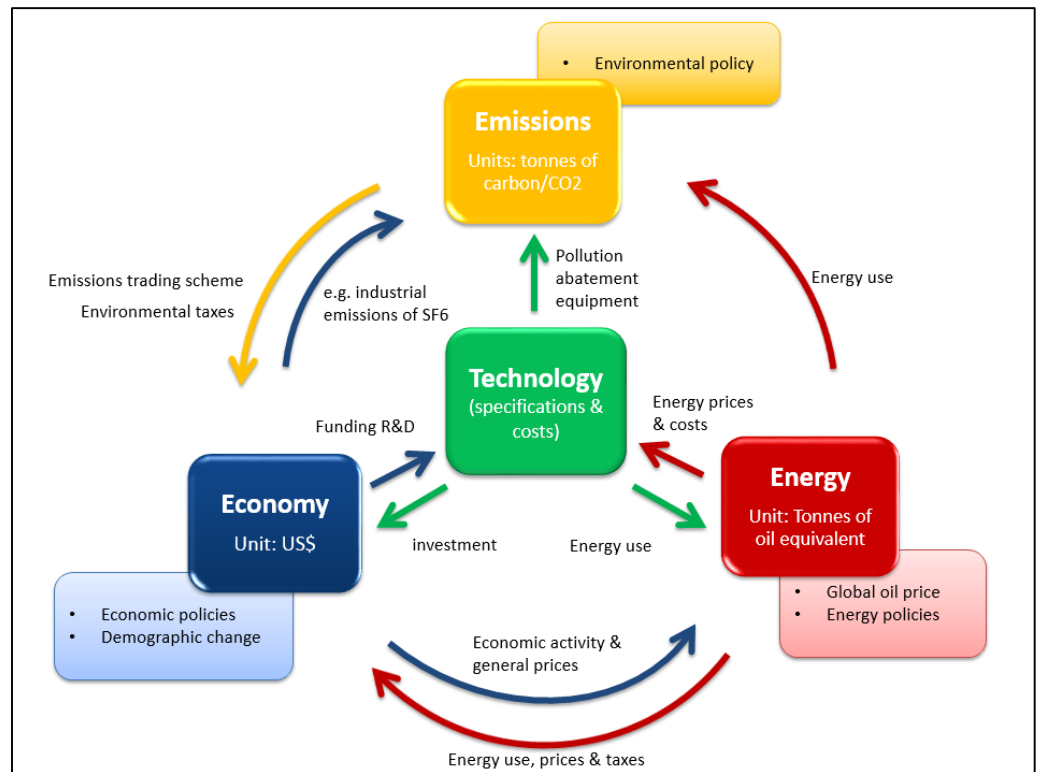 • Environmental policy
Emissions
Units: tonnes of
carbon/CO2
Emissions trading scheme
Environmental taxes
e.g. industrial
emissions of SF6
Pollution
abatement
equipment
Energy use
Technology
(specifications &
costs)
Funding R&D
Energy prices
& costs
Economy
Unit: US$
Energy
Unit: Tonnes of
oil equivalent
investment
Energy use
• Economic policies
• Demographic change
• Global oil price
• Energy policies
Economic activity &
general prices
Energy use, prices & taxes